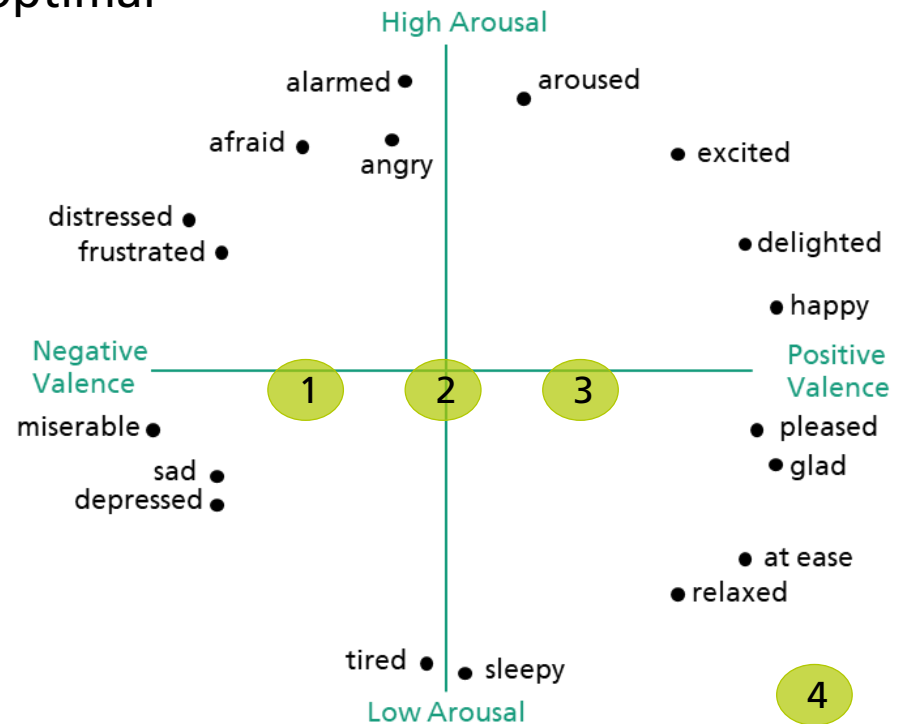 optimal
High Arousal
alarmed
aroused
afraid
angry
excited
distressed
frustrated
delighted
happy
Negative
Valence
Positive
Valence
1
2
3
miserable
pleased
sad
glad
depressed
at ease
relaxed
tired
sleepy
4
Low Arousal